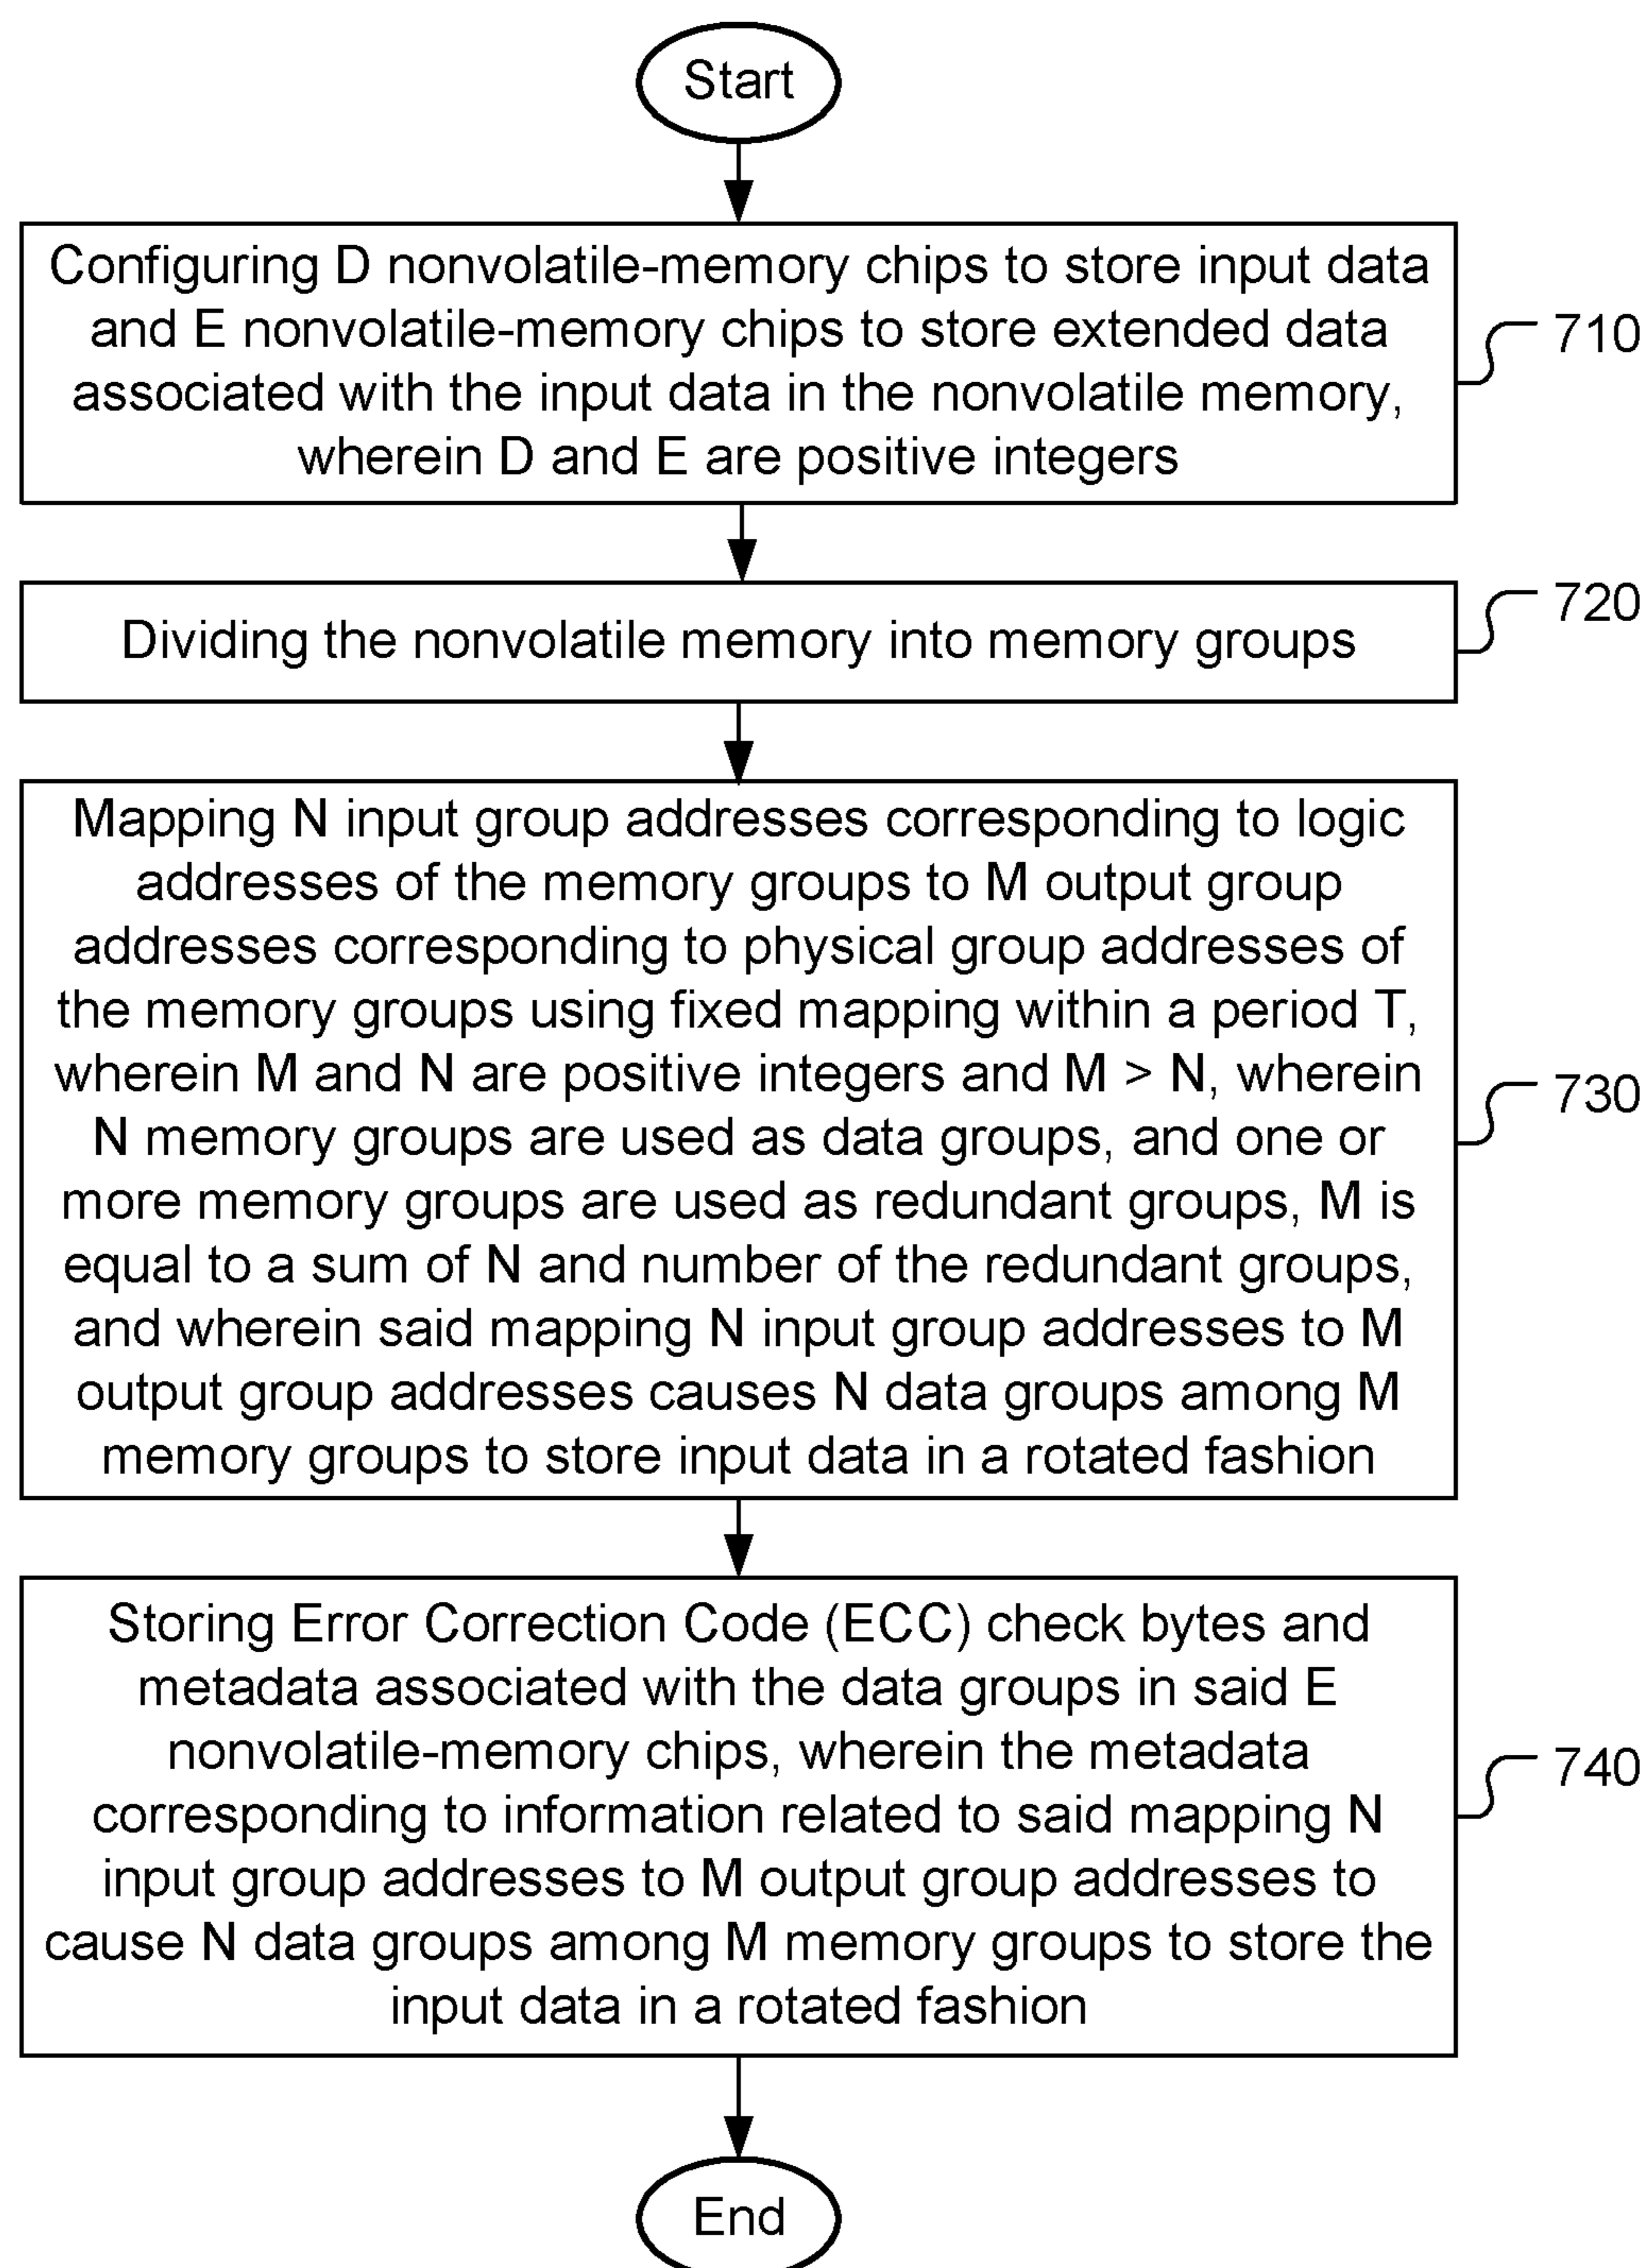 Start
Configuring D nonvolatile-memory chips to store input data
and E nonvolatile-memory chips to store extended data
associated with the input data in the nonvolatile memory,
wherein D and E are positive integers
710
Dividing the nonvolatile memory into memory groups
720
Mapping N input group addresses corresponding to logic
addresses of the memory groups to M output group
addresses corresponding to physical group addresses of
the memory groups using fixed mapping within a period T,
wherein M and N are positive integers and M > N, wherein
N memory groups are used as data groups, and one or
more memory groups are used as redundant groups, M is
equal to a sum of N and number of the redundant groups,
and wherein said mapping N input group addresses to M
output group addresses causes N data groups among M
memory groups to store input data in a rotated fashion
730
Storing Error Correction Code (ECC) check bytes and
metadata associated with the data groups in said E
nonvolatile-memory chips, wherein the metadata
corresponding to information related to said mapping N
input group addresses to M output group addresses to
cause N data groups among M memory groups to store the
input data in a rotated fashion
740
End